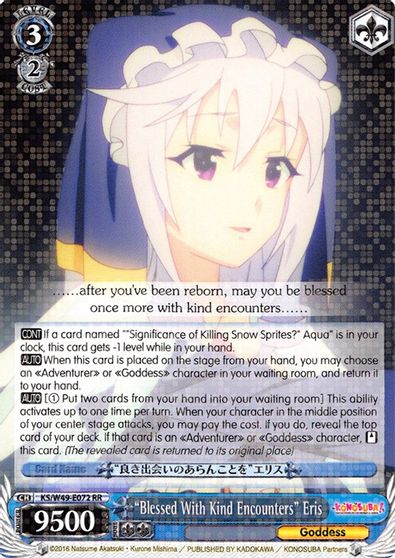 LEVEL
3
2
COST
……after you've been reborn, may you be blessed
once more with kind encounters……
CONT If a card named ""Significance of Killing Snow Sprites?" Aqua" is in your
clock, this card gets -1 level while in your hand.
AUTO When this card is placed on the stage from your hand, you may choose
an «Adventurer» or «Goddess» character in your waiting room, and return it
to your hand.
AUTO [① Put two cards from your hand into your waiting room] This ability
activates up to one time per turn. When your character in the middle position
of your center stage attacks, you may pay the cost. If you do, reveal the top
card of your deck. If that card is an «Adventurer» or «Goddess» character,
this card. (The revealed card is returned to its original place)
Card Name
"良き出会いのあらんことを"エリス
CH KS/W49-E072 RR
POWER 9500 SOUL
"Blessed With Kind Encounters" Eris
KONOSUBA!
Goddess
©2016 Natsume Akatsuki・Kurone Mishima / PUBLISHED BY KADOKAWA / KONOSUBA Partners